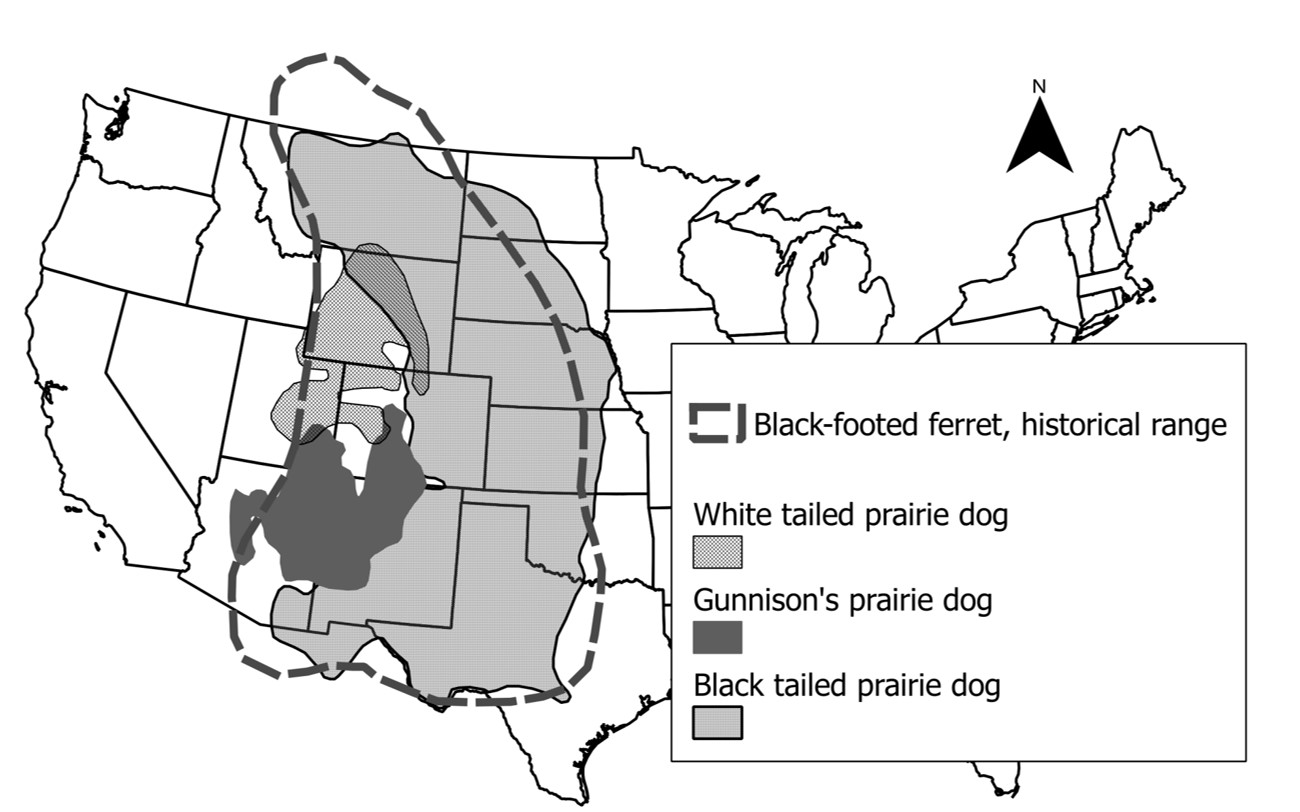 N
Black-footed ferret, historical range
White tailed prairie dog
Gunnison's prairie dog
Black tailed prairie dog